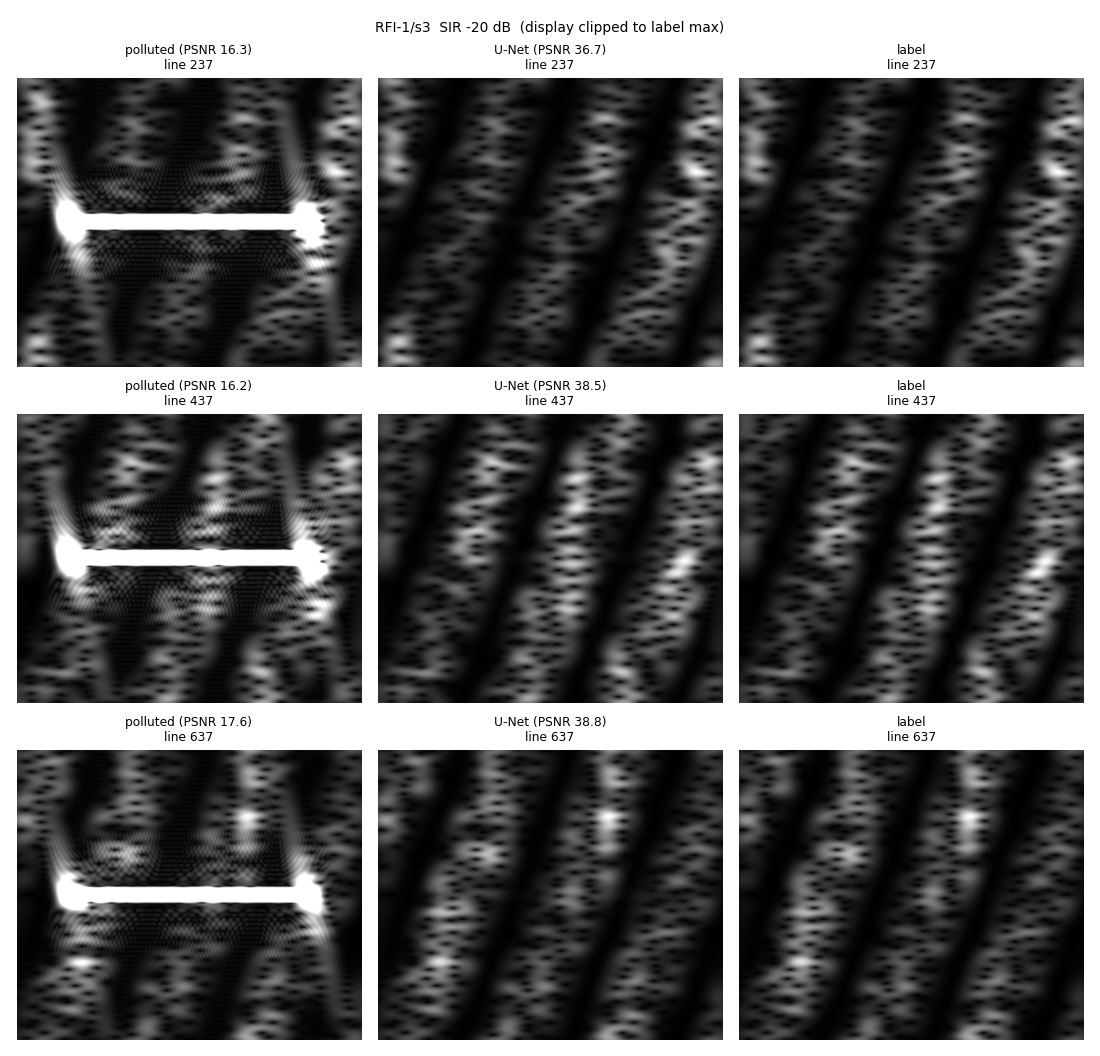 RFI-1/s3  SIR -20 dB  (display clipped to label max)
polluted (PSNR 16.3)
line 237
U-Net (PSNR 36.7)
line 237
label
line 237
polluted (PSNR 16.2)
line 437
U-Net (PSNR 38.5)
line 437
label
line 437
polluted (PSNR 17.6)
line 637
U-Net (PSNR 38.8)
line 637
label
line 637